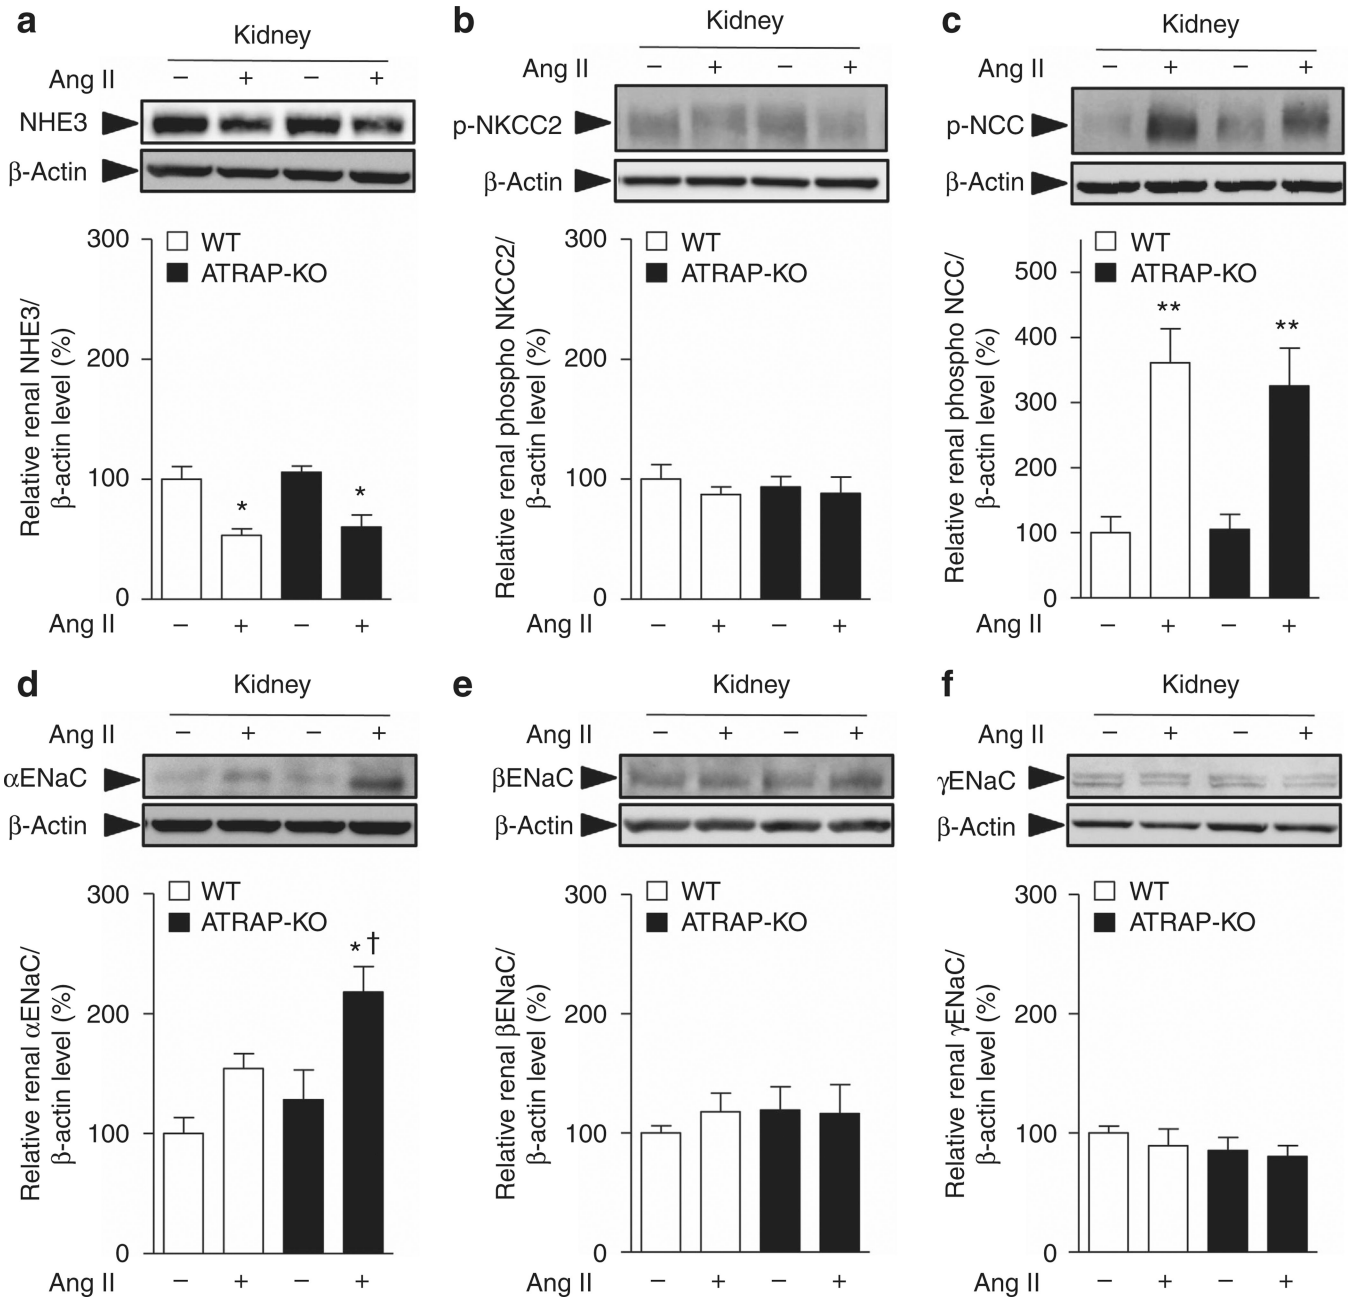 a
Kidney
Ang II − + − +
NHE3
β-Actin
300
200
100
0
WT
ATRAP-KO
Relative renal NHE3/
β-actin level (%)
*
*
Ang II − + − +
b
Kidney
Ang II − + − +
p-NKCC2
β-Actin
300
200
100
0
WT
ATRAP-KO
Relative renal phospho NKCC2/
β-actin level (%)
Ang II − + − +
c
Kidney
Ang II − + − +
p-NCC
β-Actin
500
400
300
200
100
0
WT
ATRAP-KO
Relative renal phospho NCC/
β-actin level (%)
**
**
Ang II − + − +
d
Kidney
Ang II − + − +
αENaC
β-Actin
300
200
100
0
WT
ATRAP-KO
Relative renal αENaC/
β-actin level (%)
*†
Ang II − + − +
e
Kidney
Ang II − + − +
βENaC
β-Actin
300
200
100
0
WT
ATRAP-KO
Relative renal βENaC/
β-actin level (%)
Ang II − + − +
f
Kidney
Ang II − + − +
γENaC
β-Actin
300
200
100
0
WT
ATRAP-KO
Relative renal γENaC/
β-actin level (%)
Ang II − + − +